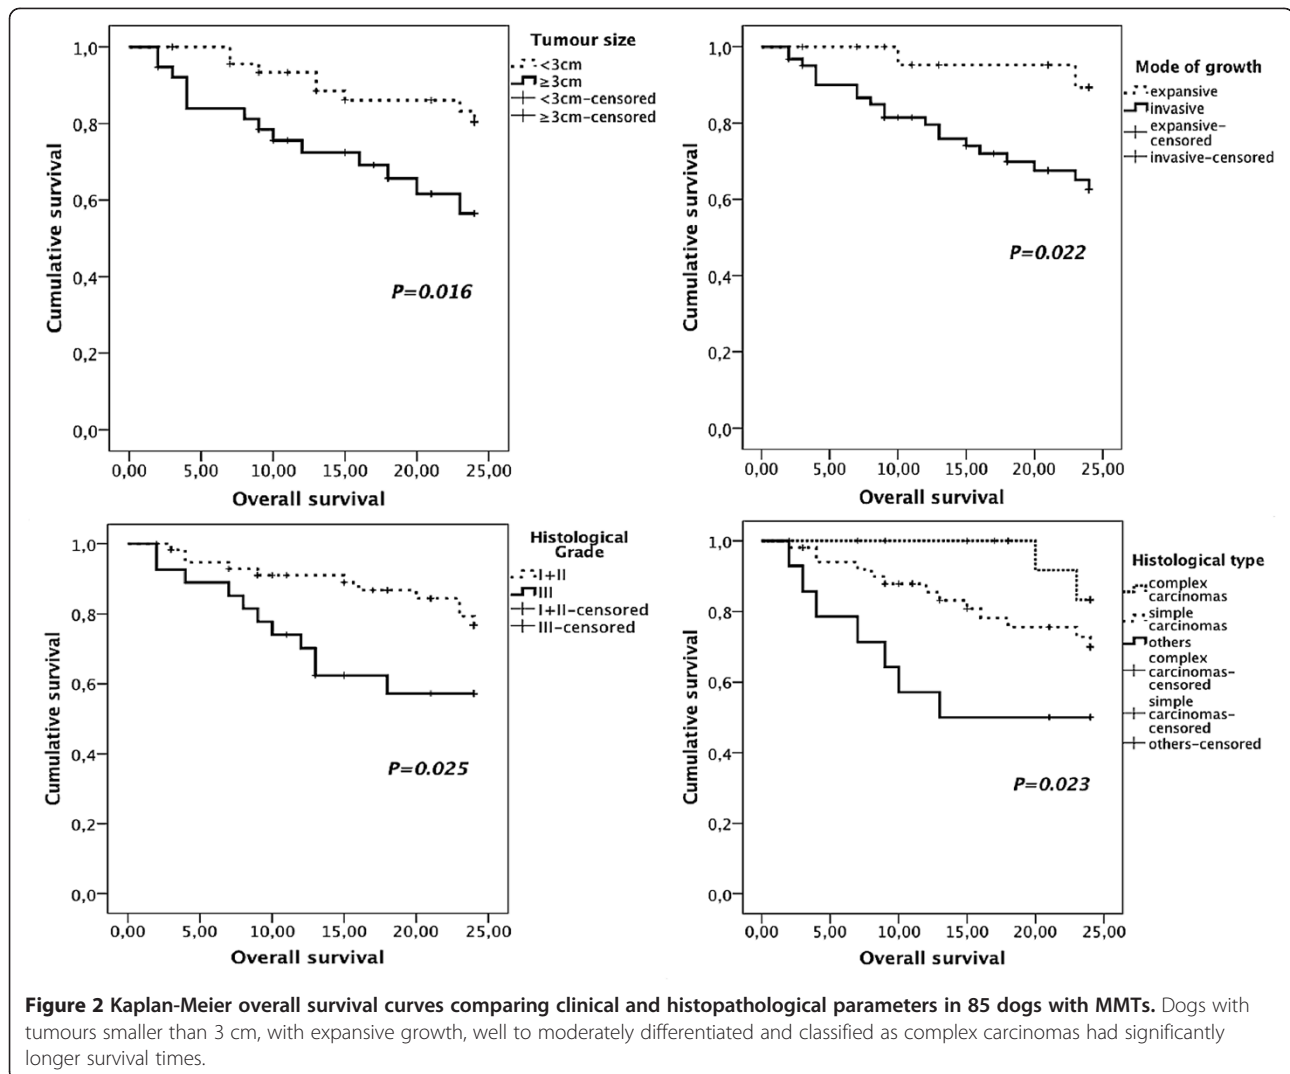 Tumour size
<3cm
≥3cm
<3cm-censored
≥3cm-censored
Cumulative survival
1,0
0,8
0,6
0,4
0,2
0,0
P=0.016
0,00 5,00 10,00 15,00 20,00 25,00
Overall survival
Mode of growth
expansive
invasive
expansive-
censored
invasive-censored
Cumulative survival
1,0
0,8
0,6
0,4
0,2
0,0
P=0.022
0,00 5,00 10,00 15,00 20,00 25,00
Overall survival
Histological
Grade
I+II
III
I+II-censored
III-censored
Cumulative survival
1,0
0,8
0,6
0,4
0,2
0,0
P=0.025
0,00 5,00 10,00 15,00 20,00 25,00
Overall survival
Histological type
complex
carcinomas
simple
carcinomas
others
complex
carcinomas-
censored
simple
carcinomas-
censored
others-censored
Cumulative survival
1,0
0,8
0,6
0,4
0,2
0,0
P=0.023
0,00 5,00 10,00 15,00 20,00 25,00
Overall survival
Figure 2 Kaplan-Meier overall survival curves comparing clinical and histopathological parameters in 85 dogs with MMTs. Dogs with
tumours smaller than 3 cm, with expansive growth, well to moderately differentiated and classified as complex carcinomas had significantly
longer survival times.